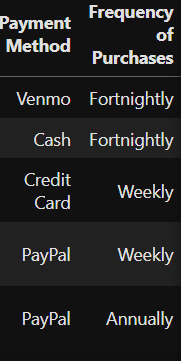 Payment Method Frequency of Purchases
Venmo Fortnightly
Cash Fortnightly
Credit Card Weekly
PayPal Weekly
PayPal Annually